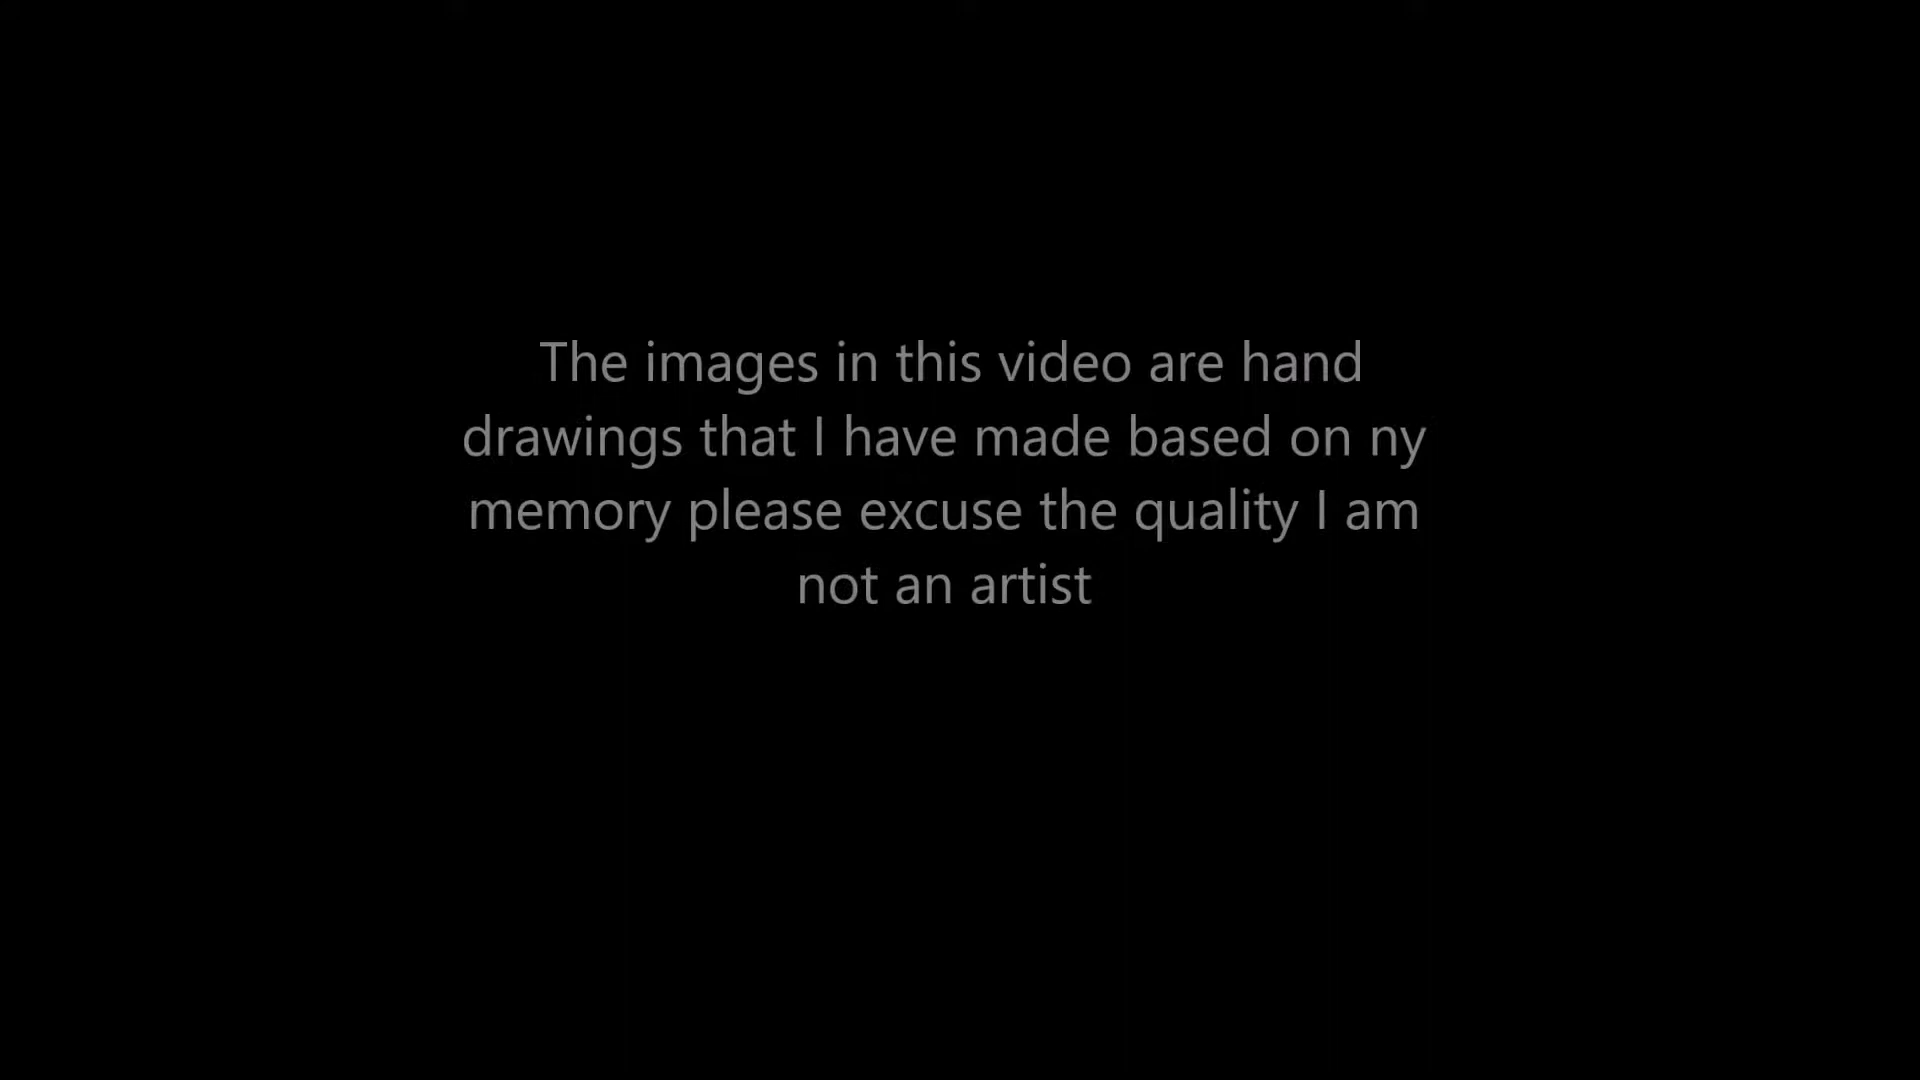 The images in this video are hand
drawings that I have made based on ny
memory please excuse the quality I am
not an artist